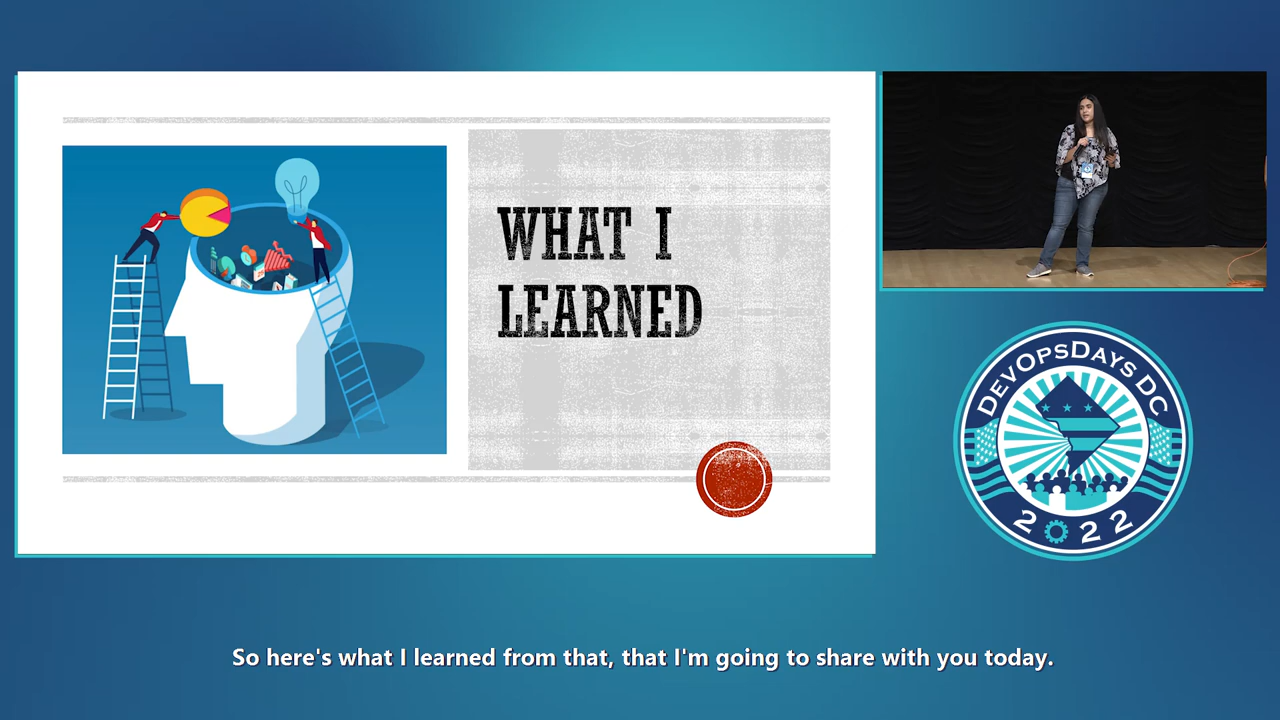 WHAT I
LEARNED
DEVOPSDAYS DC
2022
So here's what I learned from that, that I'm going to share with you today.